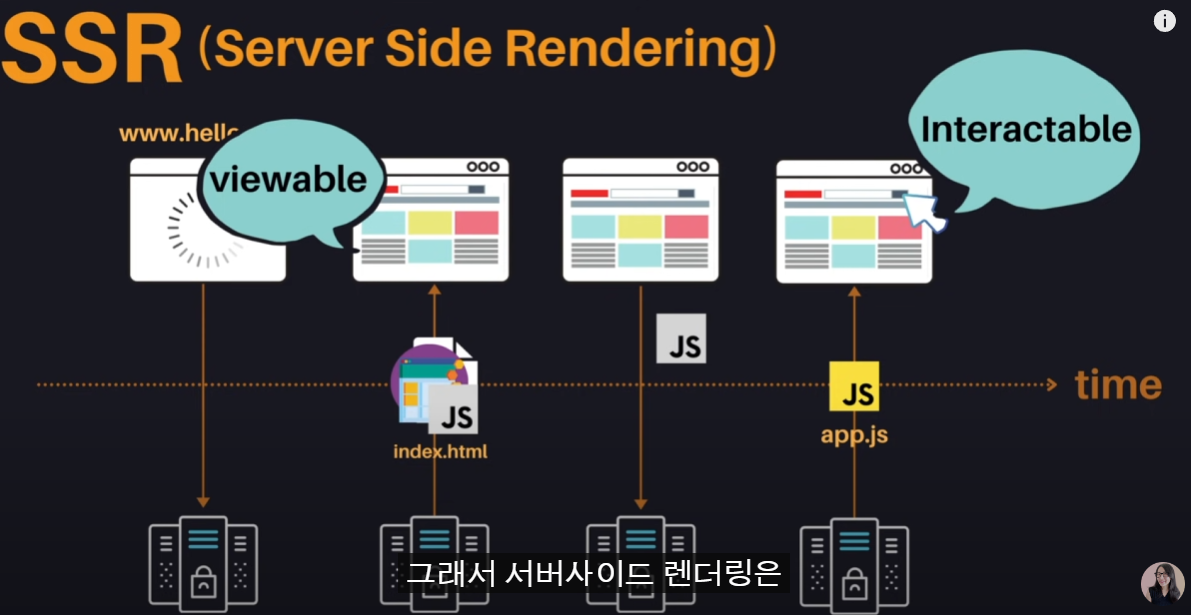 SSR (Server Side Rendering)
www.hello
viewable
Interactable
JS
JS
index.html
JS
app.js
time
그래서 서버사이드 렌더링은